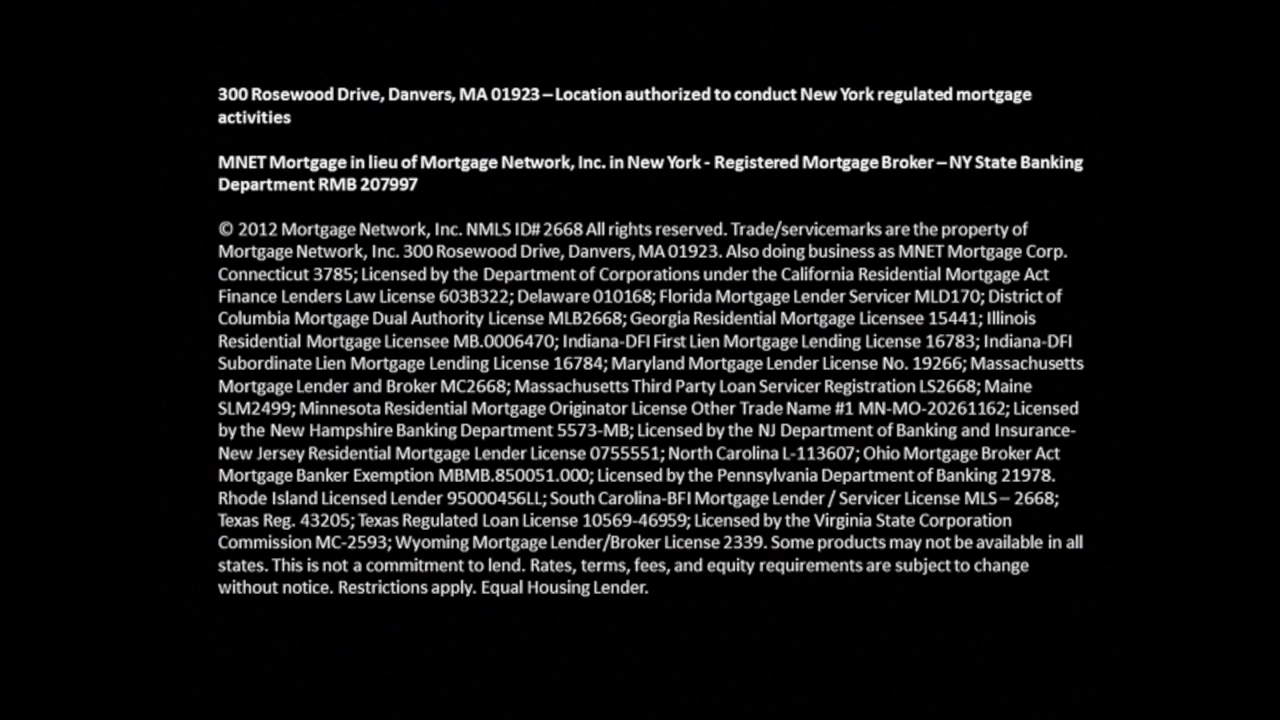 300 Rosewood Drive, Danvers, MA 01923 – Location authorized to conduct New York regulated mortgage
activities
MNET Mortgage in lieu of Mortgage Network, Inc. in New York - Registered Mortgage Broker – NY State Banking
Department RMB 207997
© 2012 Mortgage Network, Inc. NMLS ID# 2668 All rights reserved. Trade/servicemarks are the property of
Mortgage Network, Inc. 300 Rosewood Drive, Danvers, MA 01923. Also doing business as MNET Mortgage Corp.
Connecticut 3785; Licensed by the Department of Corporations under the California Residential Mortgage Act
Finance Lenders Law License 603B322; Delaware 010168; Florida Mortgage Lender Servicer MLD170; District of
Columbia Mortgage Dual Authority License MLB2668; Georgia Residential Mortgage Licensee 15441; Illinois
Residential Mortgage Licensee MB.0006470; Indiana-DFI First Lien Mortgage Lending License 16783; Indiana-DFI
Subordinate Lien Mortgage Lending License 16784; Maryland Mortgage Lender License No. 19266; Massachusetts
Mortgage Lender and Broker MC2668; Massachusetts Third Party Loan Servicer Registration LS2668; Maine
SLM2499; Minnesota Residential Mortgage Originator License Other Trade Name #1 MN-MO-20261162; Licensed
by the New Hampshire Banking Department 5573-MB; Licensed by the NJ Department of Banking and Insurance-
New Jersey Residential Mortgage Lender License 0755551; North Carolina L-113607; Ohio Mortgage Broker Act
Mortgage Banker Exemption MBMB.850051.000; Licensed by the Pennsylvania Department of Banking 21978.
Rhode Island Licensed Lender 95000456LL; South Carolina-BFI Mortgage Lender / Servicer License MLS – 2668;
Texas Reg. 43205; Texas Regulated Loan License 10569-46959; Licensed by the Virginia State Corporation
Commission MC-2593; Wyoming Mortgage Lender/Broker License 2339. Some products may not be available in all
states. This is not a commitment to lend. Rates, terms, fees, and equity requirements are subject to change
without notice. Restrictions apply. Equal Housing Lender.